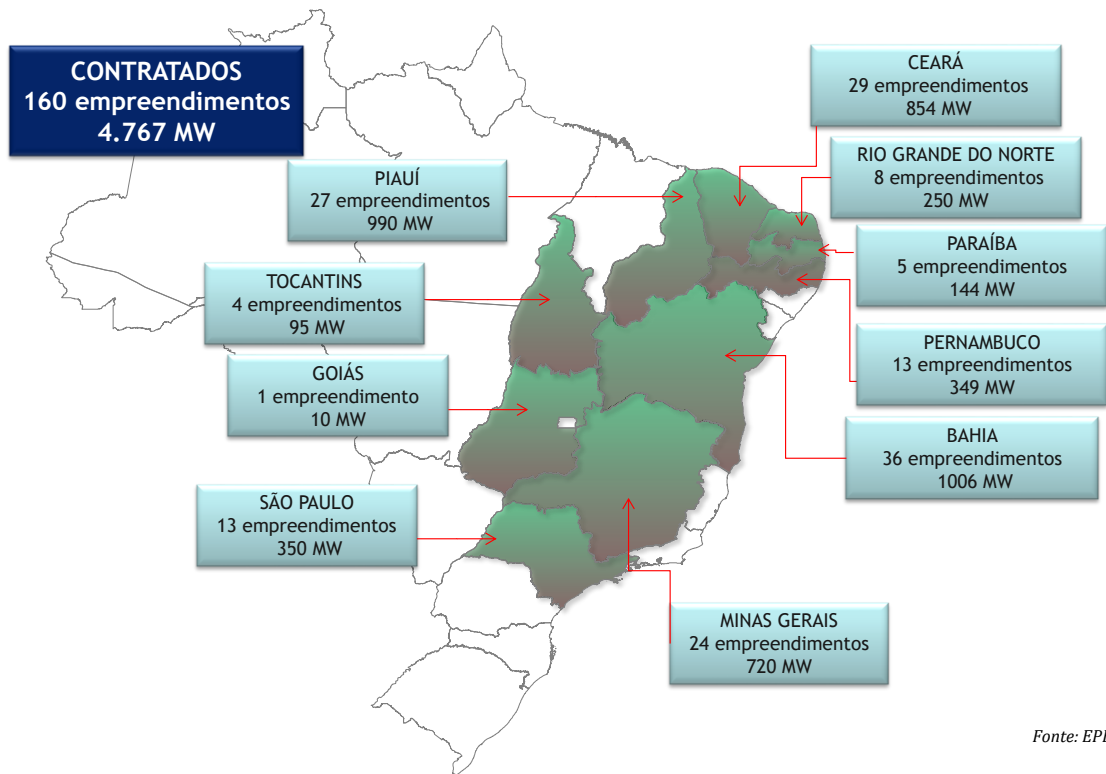 CONTRATADOS
160 empreendimentos
4.767 MW
CEARÁ
29 empreendimentos
854 MW
RIO GRANDE DO NORTE
8 empreendimentos
250 MW
PIAUÍ
27 empreendimentos
990 MW
PARAÍBA
5 empreendimentos
144 MW
TOCANTINS
4 empreendimentos
95 MW
PERNAMBUCO
13 empreendimentos
349 MW
GOIÁS
1 empreendimento
10 MW
BAHIA
36 empreendimentos
1006 MW
SÃO PAULO
13 empreendimentos
350 MW
MINAS GERAIS
24 empreendimentos
720 MW
Fonte: EPE